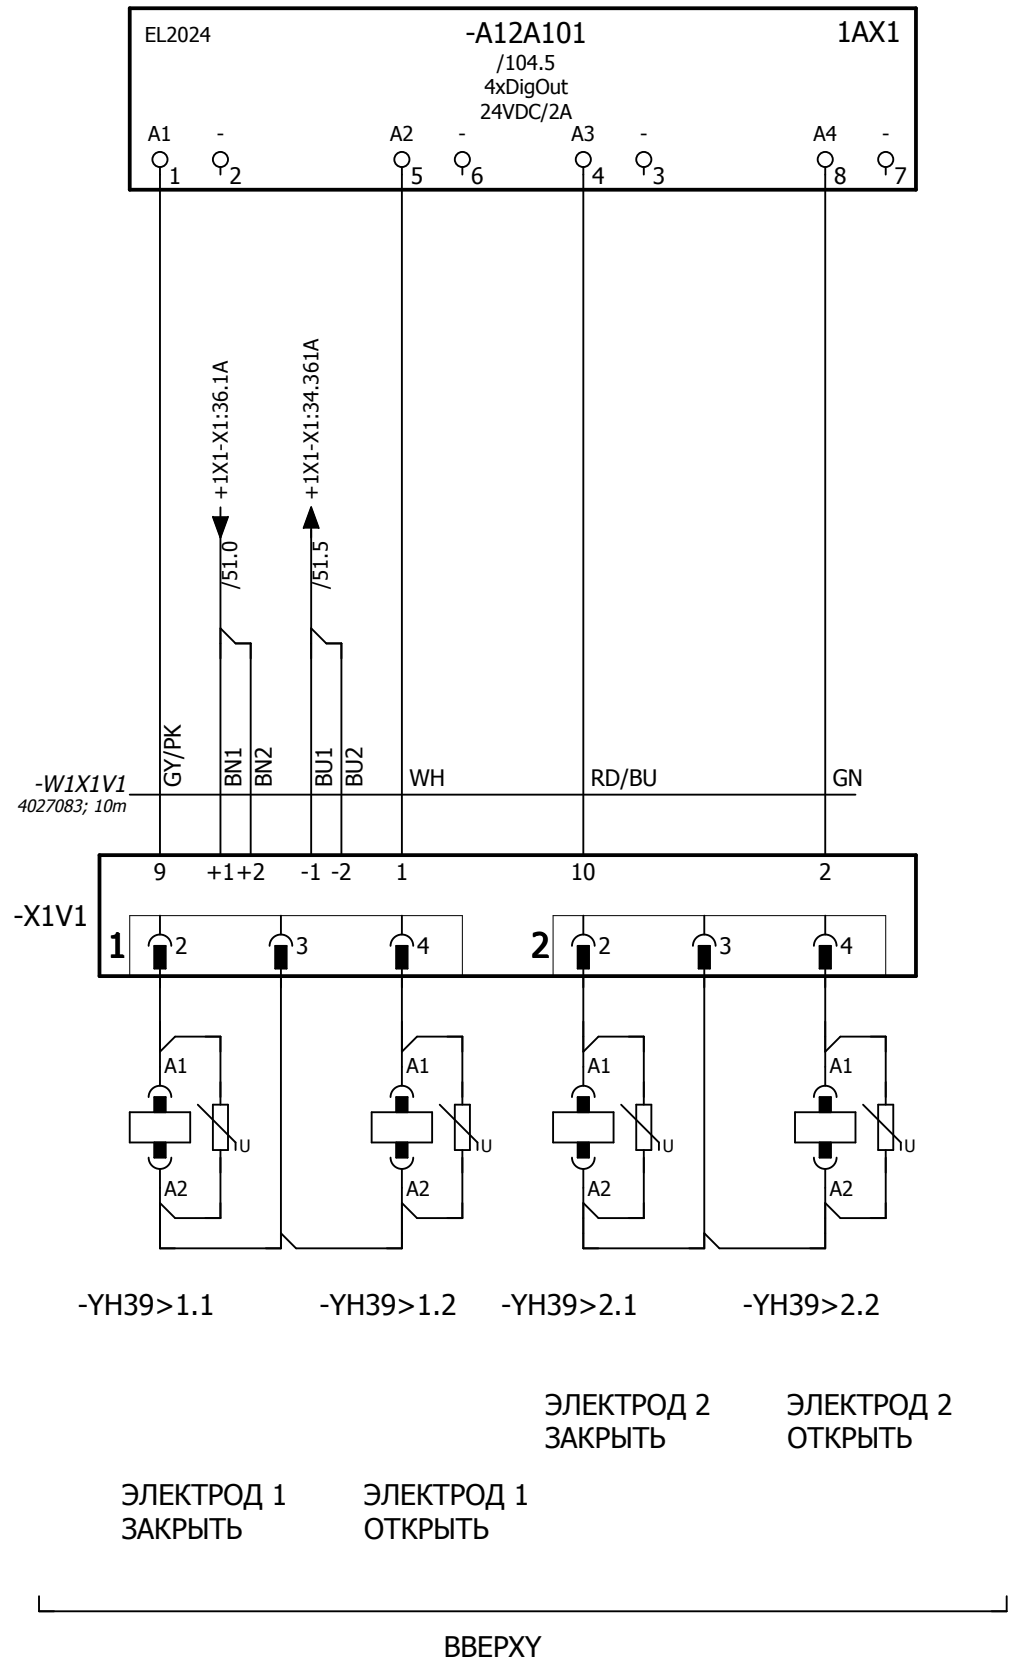 EL2024 -A12A101 1AX1
/104.5
4xDigOut
24VDC/2A
A1 - A2 - A3 - A4 -
1 2 5 6 4 3 8 7
+1X1-X1:36.1A
/51.0
+1X1-X1:34.361A
/51.5
GY/PK BN1 BN2 BU1 BU2 WH RD/BU GN
-W1X1V1
4027083; 10m
9 +1 +2 -1 -2 1 10 2
-X1V1
1 2 3 4 2 2 3 4
A1 A1 A1 A1
U U U U
A2 A2 A2 A2
-YH39>1.1 -YH39>1.2 -YH39>2.1 -YH39>2.2
ЭЛЕКТРОД 2 ЭЛЕКТРОД 2
ЗАКРЫТЬ ОТКРЫТЬ
ЭЛЕКТРОД 1 ЭЛЕКТРОД 1
ЗАКРЫТЬ ОТКРЫТЬ
ВВЕРХУ